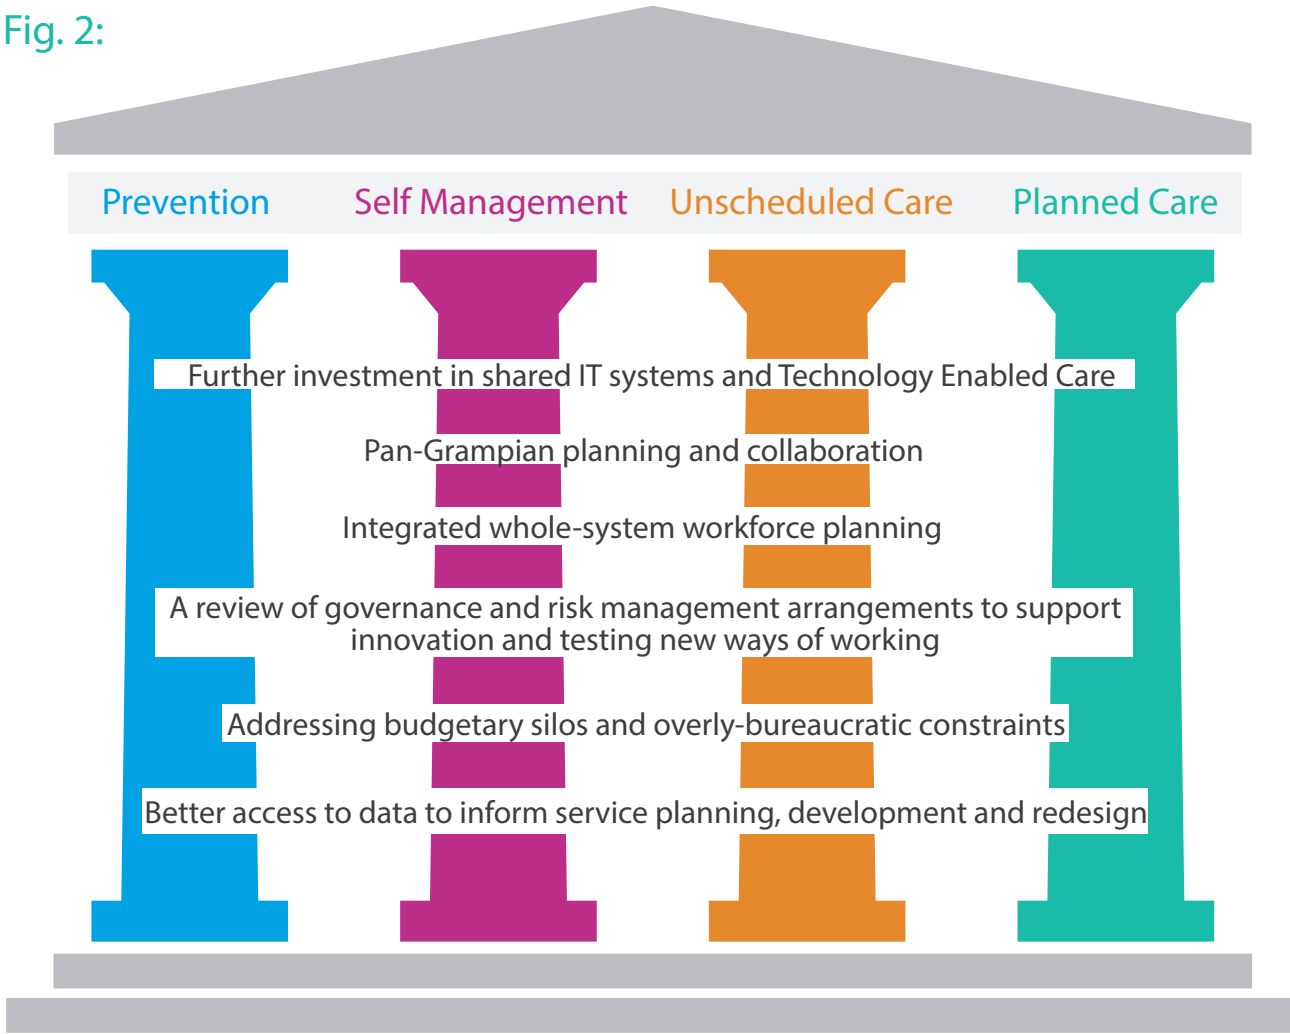 Fig. 2:
Prevention Self Management Unscheduled Care Planned Care
Further investment in shared IT systems and Technology Enabled Care
Pan-Grampian planning and collaboration
Integrated whole-system workforce planning
A review of governance and risk management arrangements to support
innovation and testing new ways of working
Addressing budgetary silos and overly-bureaucratic constraints
Better access to data to inform service planning, development and redesign